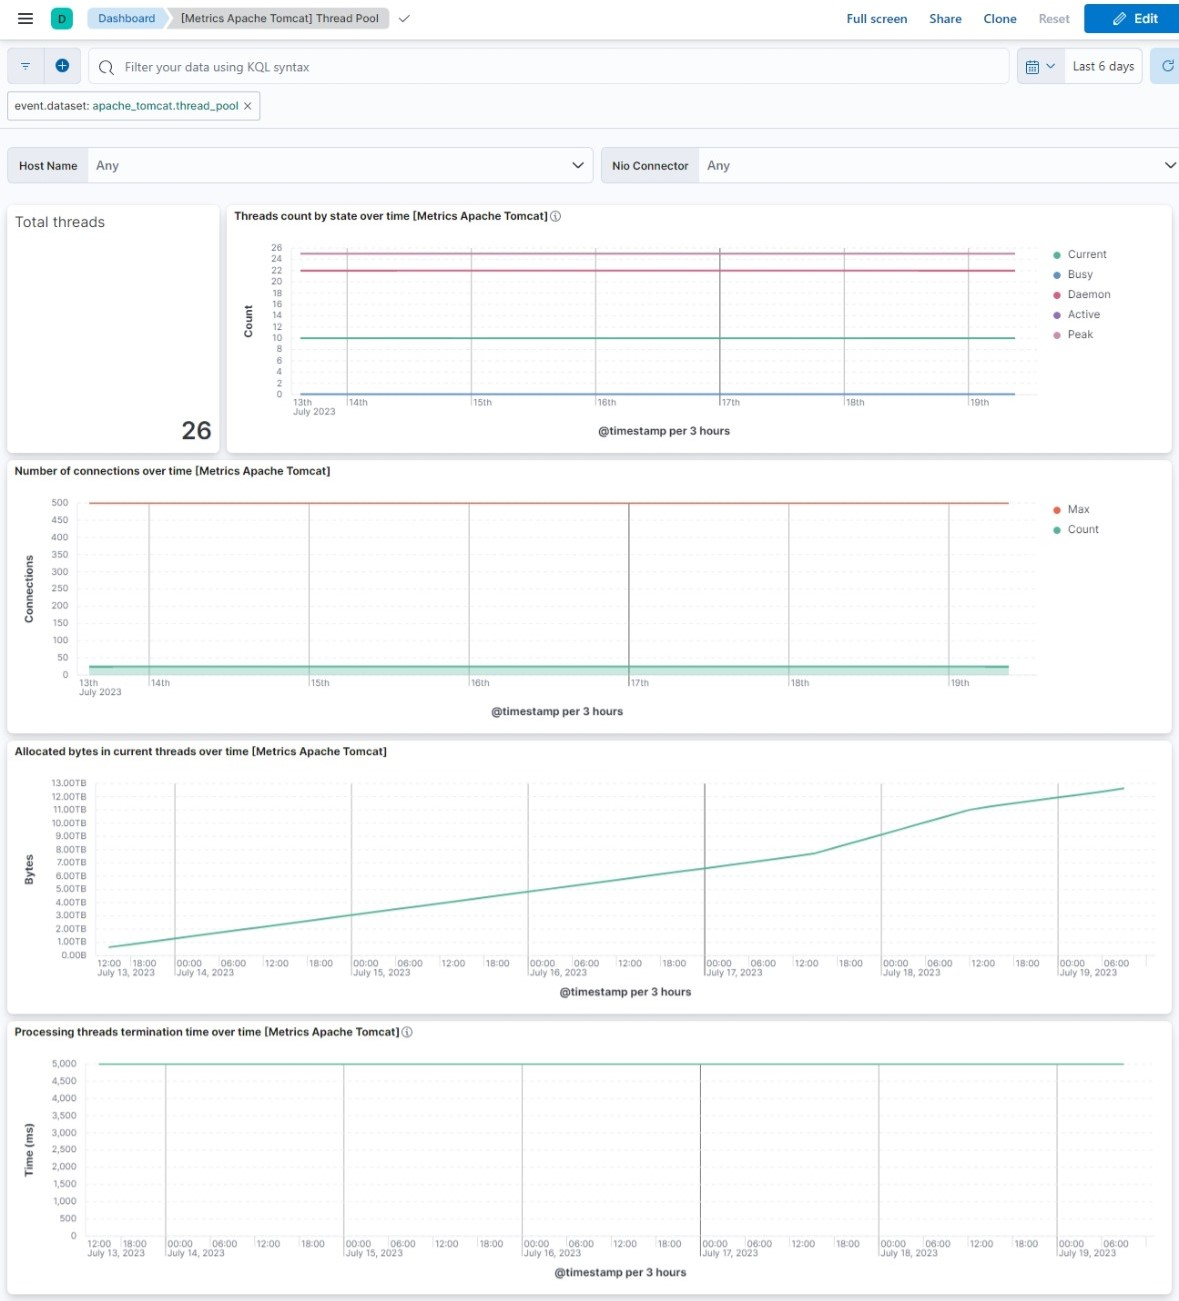 D Dashboard [Metrics Apache Tomcat] Thread Pool Full screen Share Clone Reset Edit
Filter your data using KQL syntax Last 6 days
event.dataset: apache_tomcat.thread_pool ×
Host Name Any Nio Connector Any
Total threads
26
Threads count by state over time [Metrics Apache Tomcat]
26
24
22
20
18
16
14
12
10
8
6
4
2
0
Count
13th 14th 15th 16th 17th 18th 19th
July 2023
@timestamp per 3 hours
Current
Busy
Daemon
Active
Peak
Number of connections over time [Metrics Apache Tomcat]
500
450
400
350
300
250
200
150
100
50
0
Connections
13th 14th 15th 16th 17th 18th 19th
July 2023
@timestamp per 3 hours
Max
Count
Allocated bytes in current threads over time [Metrics Apache Tomcat]
13.00TB
12.00TB
11.00TB
10.00TB
9.00TB
8.00TB
7.00TB
6.00TB
5.00TB
4.00TB
3.00TB
2.00TB
1.00TB
0.00B
Bytes
12:00 18:00 00:00 06:00 12:00 18:00 00:00 06:00 12:00 18:00 00:00 06:00 12:00 18:00 00:00 06:00 12:00 18:00 00:00 06:00 12:00 18:00 00:00 06:00
July 13, 2023 July 14, 2023 July 15, 2023 July 16, 2023 July 17, 2023 July 18, 2023 July 19, 2023
@timestamp per 3 hours
Processing threads termination time over time [Metrics Apache Tomcat]
5,000
4,500
4,000
3,500
3,000
2,500
2,000
1,500
1,000
500
0
Time (ms)
12:00 18:00 00:00 06:00 12:00 18:00 00:00 06:00 12:00 18:00 00:00 06:00 12:00 18:00 00:00 06:00 12:00 18:00 00:00 06:00 12:00 18:00 00:00 06:00
July 13, 2023 July 14, 2023 July 15, 2023 July 16, 2023 July 17, 2023 July 18, 2023 July 19, 2023
@timestamp per 3 hours